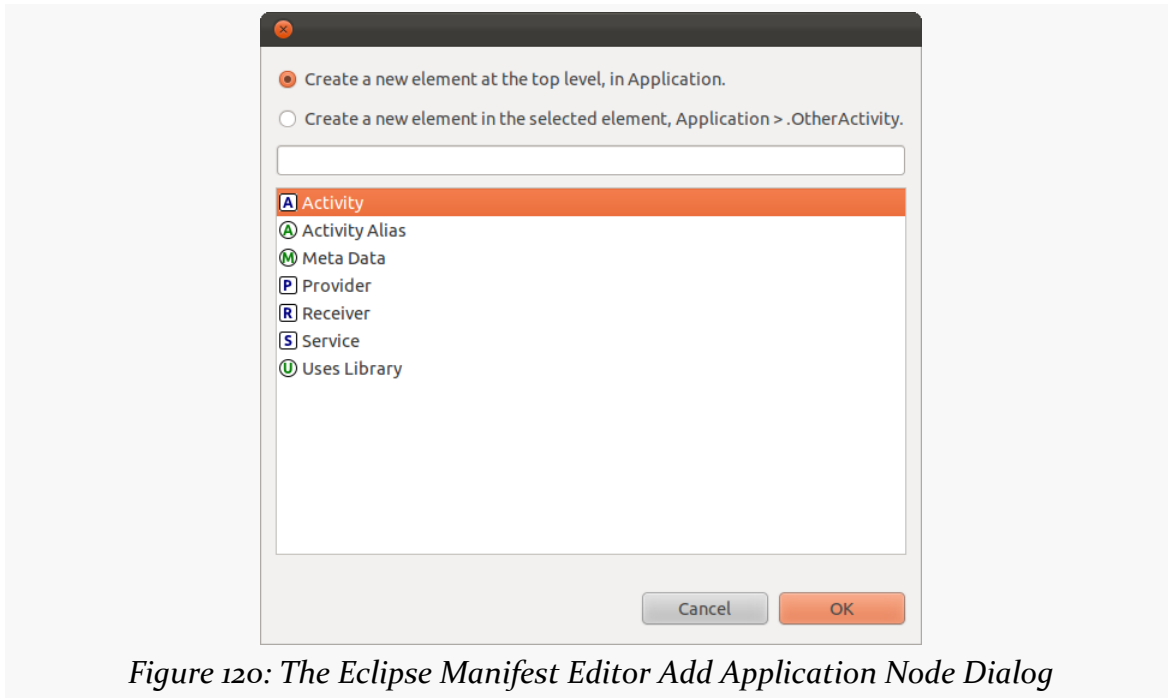 Create a new element at the top level, in Application.
Create a new element in the selected element, Application > .OtherActivity.
A Activity
A Activity Alias
M Meta Data
P Provider
R Receiver
S Service
U Uses Library
Cancel OK
Figure 120: The Eclipse Manifest Editor Add Application Node Dialog